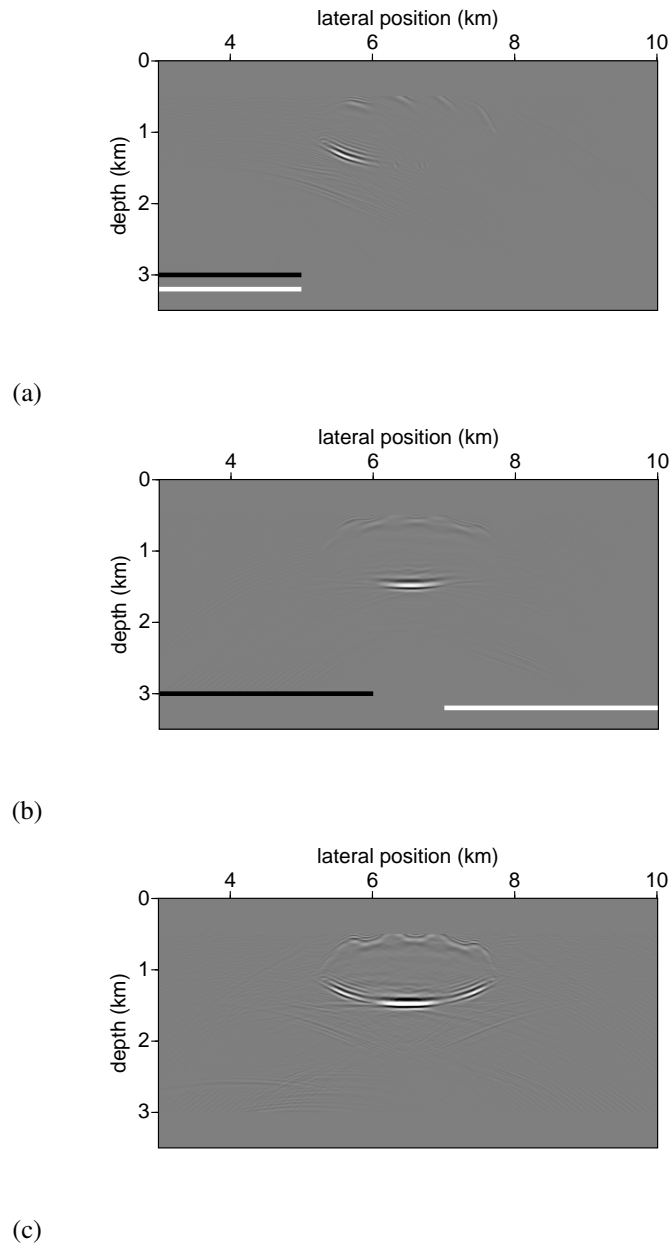 lateral position (km)
4 6 8 10
0
1
2
3
depth (km)
(a)
lateral position (km)
4 6 8 10
0
1
2
3
depth (km)
(b)
lateral position (km)
4 6 8 10
0
1
2
3
depth (km)
(c)